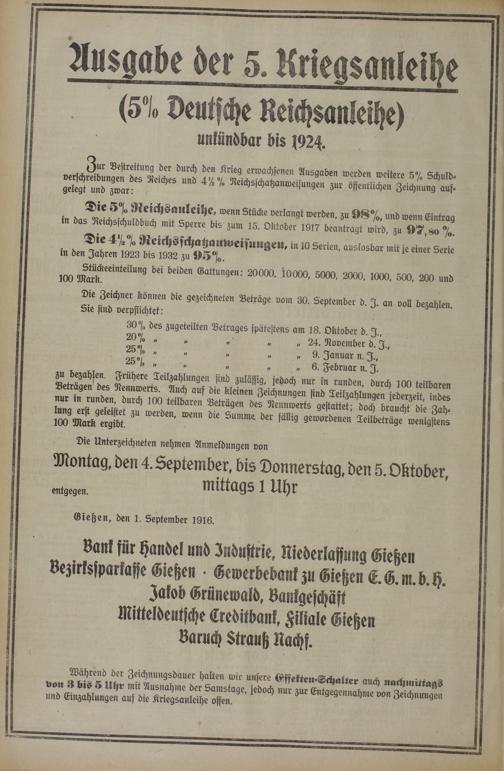 Ausgabe der 5. Kriegsanleihe
(5% Deutsche Reichsanleihe)
unkündbar bis 1924.
Zur Bestreitung der durch den Krieg erwachsenen Ausgaben werden weitere 5% Schuld-
verschreibungen des Reiches und 4½% Reichsschatzanweisungen zur öffentlichen Zeichnung auf-
gelegt und zwar:
Die 5% Reichsanleihe, wenn Stücke verlangt werden, zu 98%, und wenn Eintrag
in das Reichsschuldbuch mit Sperre bis zum 15. Oktober 1917 beantragt wird, zu 97,80%.
Die 4½% Reichsschatzanweisungen, in 10 Serien, auslosbar mit je einer Serie
in den Jahren 1923 bis 1932 zu 95%.
Stückeeinteilung bei beiden Gattungen: 20000, 10000, 5000, 2000, 1000, 500, 200 und
100 Mark.
Die Zeichner können die gezeichneten Beträge vom 30. September d. J. an voll bezahlen.
Sie sind verpflichtet:
30% des zugeteilten Betrages spätestens am 18. Oktober d. J.,
20% „ „ „ „ „ 24. November d. J.,
25% „ „ „ „ „ 9. Januar n. J.,
25% „ „ „ „ „ 6. Februar n. J.
zu bezahlen. Frühere Teilzahlungen sind zulässig, jedoch nur in runden, durch 100 teilbaren
Beträgen des Nennwerts. Auch auf die kleinen Zeichnungen sind Teilzahlungen jederzeit, indes
nur in runden, durch 100 teilbaren Beträgen des Nennwerts gestattet; doch braucht die Zah-
lung erst geleistet zu werden, wenn die Summe der fällig gewordenen Teilbeträge wenigstens
100 Mark ergibt.
Die Unterzeichneten nehmen Anmeldungen von
Montag, den 4. September, bis Donnerstag, den 5. Oktober,
mittags 1 Uhr
entgegen.
Gießen, den 1. September 1916.
Bank für Handel und Industrie, Niederlassung Gießen
Bezirkssparkasse Gießen · Gewerbebank zu Gießen E. G. m. b. H.
Jakob Grünewald, Bankgeschäft
Mitteldeutsche Creditbank, Filiale Gießen
Baruch Strauß Nachf.
Während der Zeichnungsdauer halten wir unsere Effekten-Schalter auch nachmittags
von 3 bis 5 Uhr mit Ausnahme der Samstage, jedoch nur zur Entgegennahme von Zeichnungen
und Einzahlungen auf die Kriegsanleihe offen.